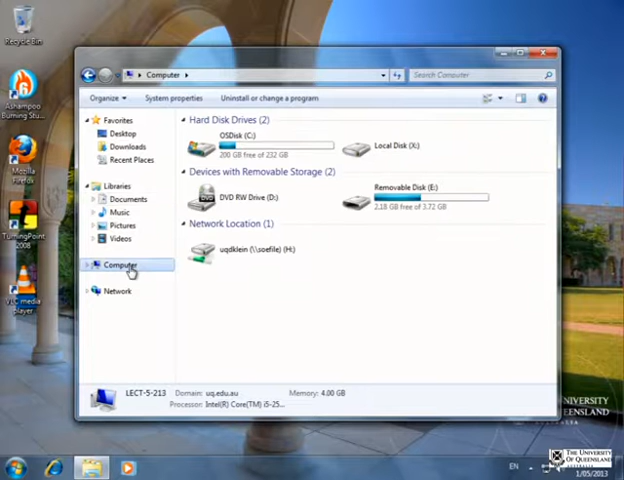 Recycle Bin
Ashampoo
Burning Stu...
Mozilla
Firefox
TurningPoint
2008
VLC media
player
Computer
Search Computer
Organize
System properties
Uninstall or change a program
Favorites
Desktop
Downloads
Recent Places
Libraries
Documents
Music
Pictures
Videos
Computer
Network
Hard Disk Drives (2)
OSDisk (C:)
200 GB free of 232 GB
Local Disk (X:)
Devices with Removable Storage (2)
DVD
DVD RW Drive (D:)
Removable Disk (E:)
2.18 GB free of 3.72 GB
Network Location (1)
uqdklein (\\soefile) (H:)
LECT-5-213
Domain: uq.edu.au
Memory: 4.00 GB
Processor: Intel(R) Core(TM) i5-25...
UNIVERSITY
QUEENSLAND
EN
THE UNIVERSITY
OF QUEENSLAND
AUSTRALIA
1/05/2013